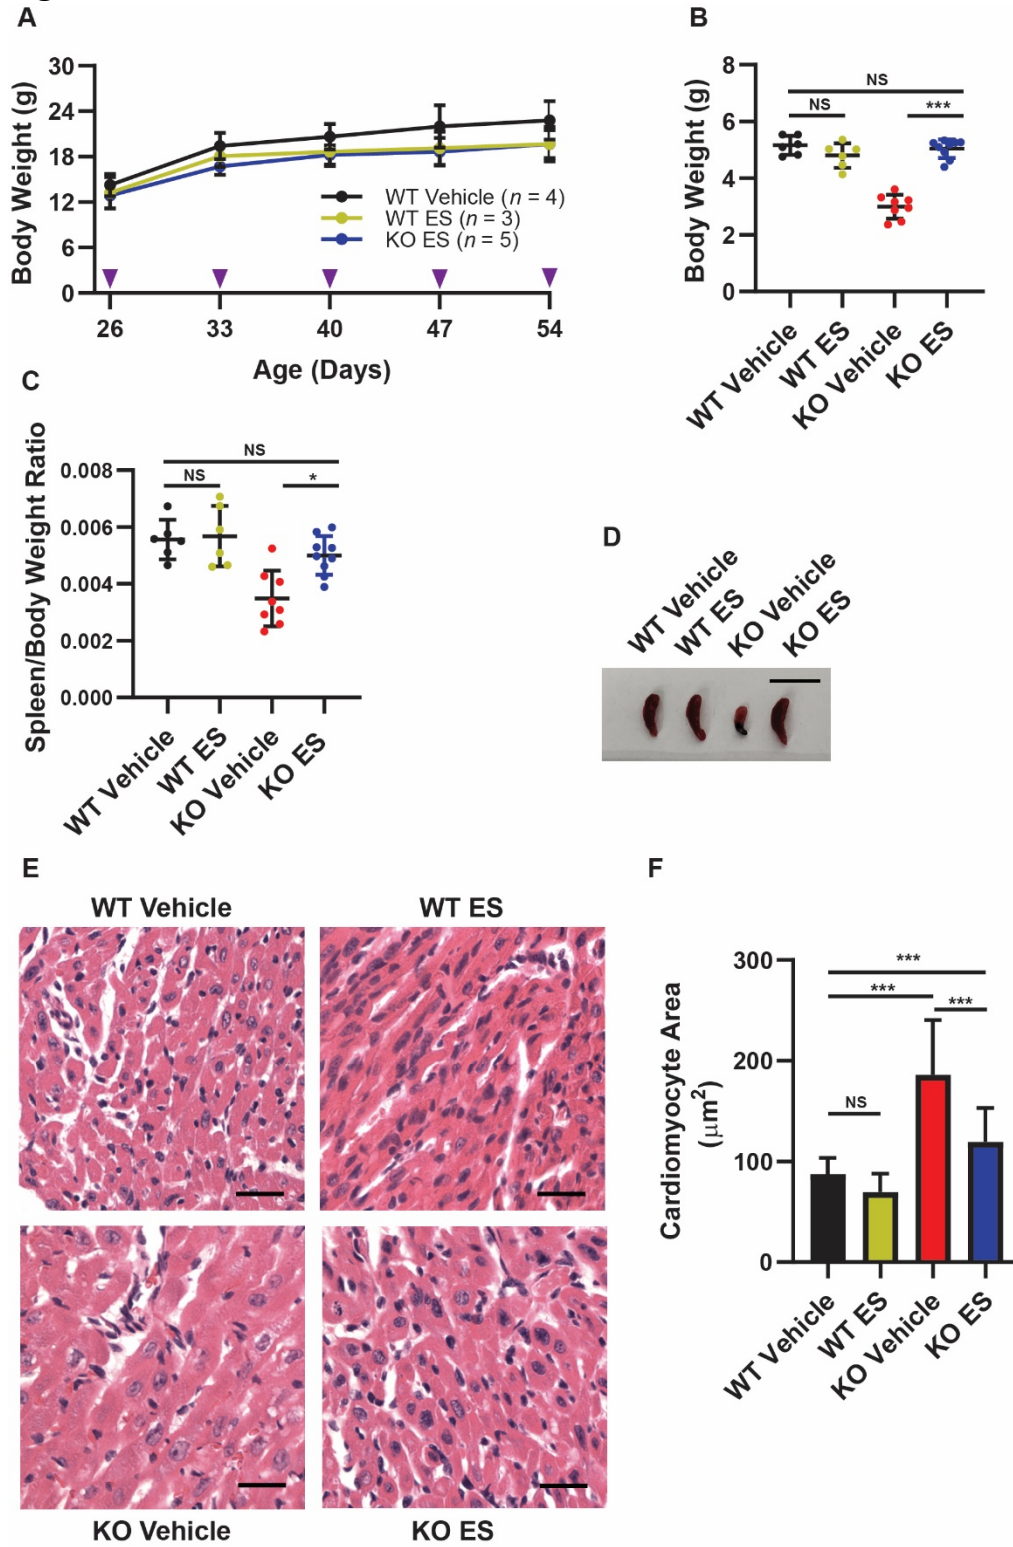 A
Body Weight (g)
30
24
18
12
6
0
WT Vehicle (n = 4)
WT ES (n = 3)
KO ES (n = 5)
26 33 40 47 54
Age (Days)
B
Body Weight (g)
8
6
4
2
0
NS
NS
***
WT Vehicle
WT ES
KO Vehicle
KO ES
C
Spleen/Body Weight Ratio
0.008
0.006
0.004
0.002
0.000
NS
NS
*
WT Vehicle
WT ES
KO Vehicle
KO ES
D
WT Vehicle
WT ES
KO Vehicle
KO ES
E
WT Vehicle
WT ES
KO Vehicle
KO ES
F
Cardiomyocyte Area
(μm²)
300
200
100
0
***
***
***
NS
WT Vehicle
WT ES
KO Vehicle
KO ES